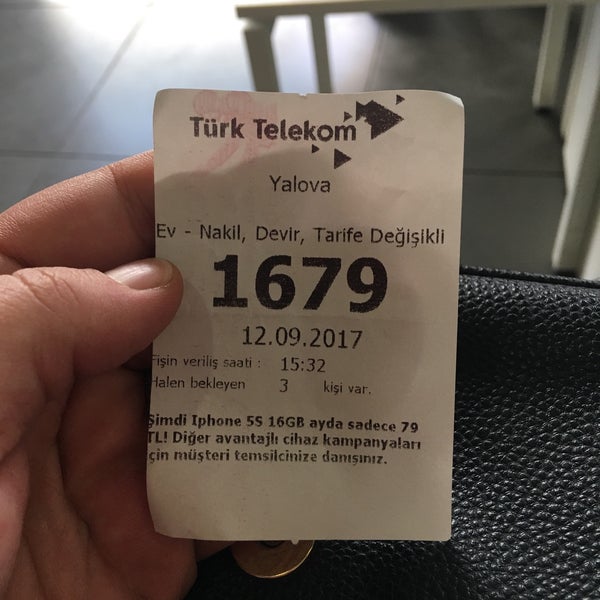 Türk Telekom
Yalova
Ev - Nakil, Devir, Tarife Değişikli
1679
12.09.2017
Fişin veriliş saati : 15:32
Halen bekleyen 3 kişi var.
Şimdi Iphone 5S 16GB ayda sadece 79
TL! Diğer avantajlı cihaz kampanyaları
için müşteri temsilcinize danışınız.